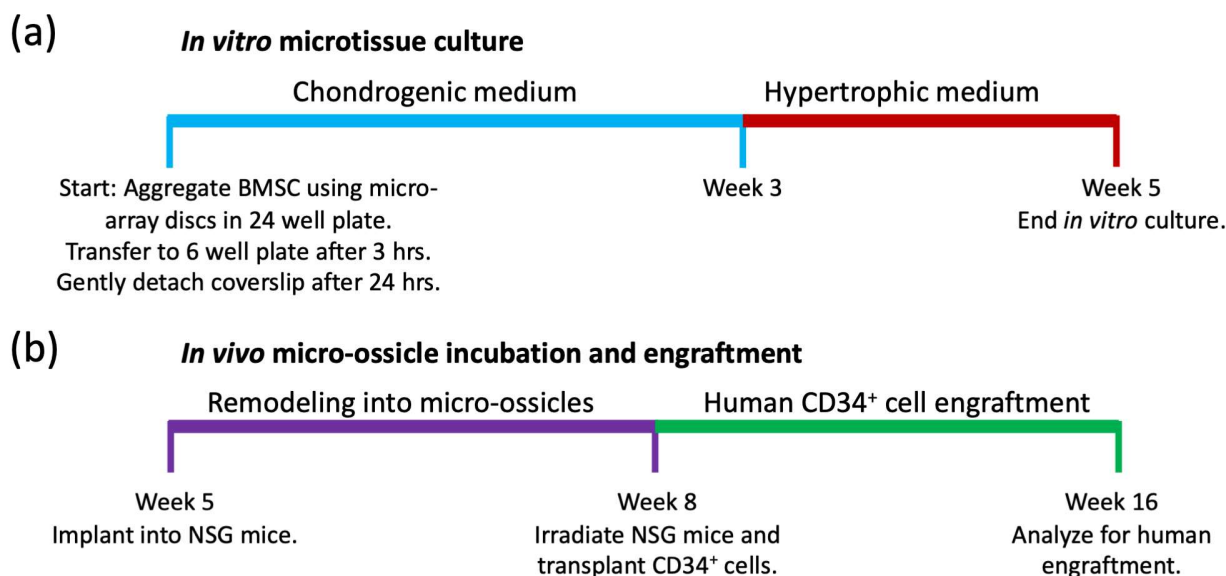 (a)
In vitro microtissue culture
Chondrogenic medium
Hypertrophic medium
Start: Aggregate BMSC using micro-
array discs in 24 well plate.
Transfer to 6 well plate after 3 hrs.
Gently detach coverslip after 24 hrs.
Week 3
Week 5
End in vitro culture.
(b)
In vivo micro-ossicle incubation and engraftment
Remodeling into micro-ossicles
Human CD34⁺ cell engraftment
Week 5
Implant into NSG mice.
Week 8
Irradiate NSG mice and
transplant CD34⁺ cells.
Week 16
Analyze for human
engraftment.